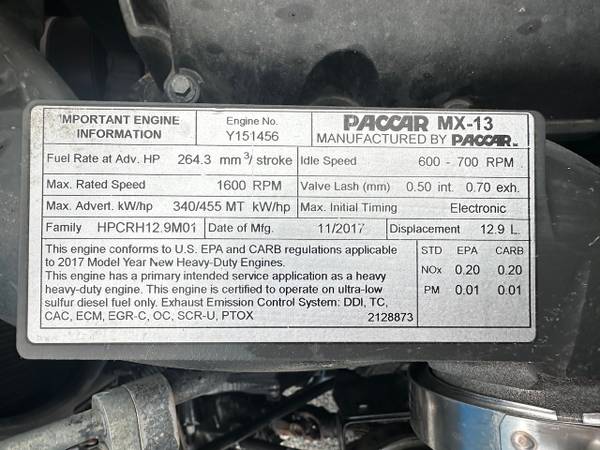 IMPORTANT ENGINE INFORMATION
Engine No. Y151456
PACCAR MX-13
MANUFACTURED BY PACCAR INC.
Fuel Rate at Adv. HP 264.3 mm³/ stroke
Idle Speed 600 - 700 RPM
Max. Rated Speed 1600 RPM
Valve Lash (mm) 0.50 int. 0.70 exh.
Max. Advert. kW/hp 340/455 MT kW/hp
Max. Initial Timing Electronic
Family HPCRH12.9M01
Date of Mfg. 11/2017
Displacement 12.9 L.
This engine conforms to U.S. EPA and CARB regulations applicable
to 2017 Model Year New Heavy-Duty Engines.
This engine has a primary intended service application as a heavy
heavy-duty engine. This engine is certified to operate on ultra-low
sulfur diesel fuel only. Exhaust Emission Control System: DDI, TC,
CAC, ECM, EGR-C, OC, SCR-U, PTOX 2128873
STD EPA CARB
NOx 0.20 0.20
PM 0.01 0.01